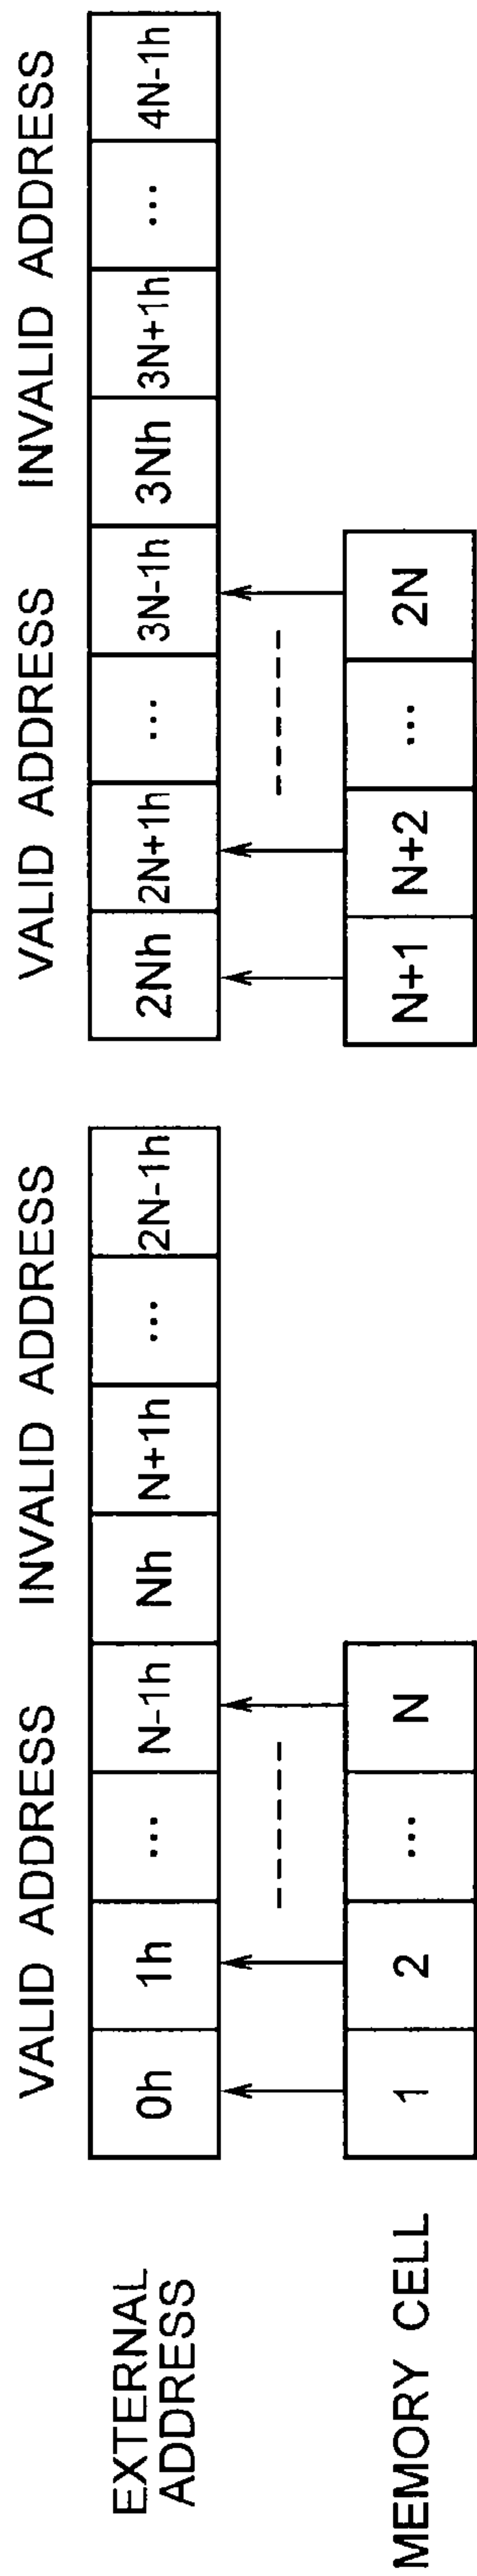 VALID ADDRESS INVALID ADDRESS VALID ADDRESS INVALID ADDRESS
EXTERNAL
ADDRESS
0h 1h ... N-1h Nh N+1h ... 2N-1h 2Nh 2N+1h ... 3N-1h 3Nh 3N+1h ... 4N-1h
MEMORY CELL 1 2 ... N N+1 N+2 ... 2N